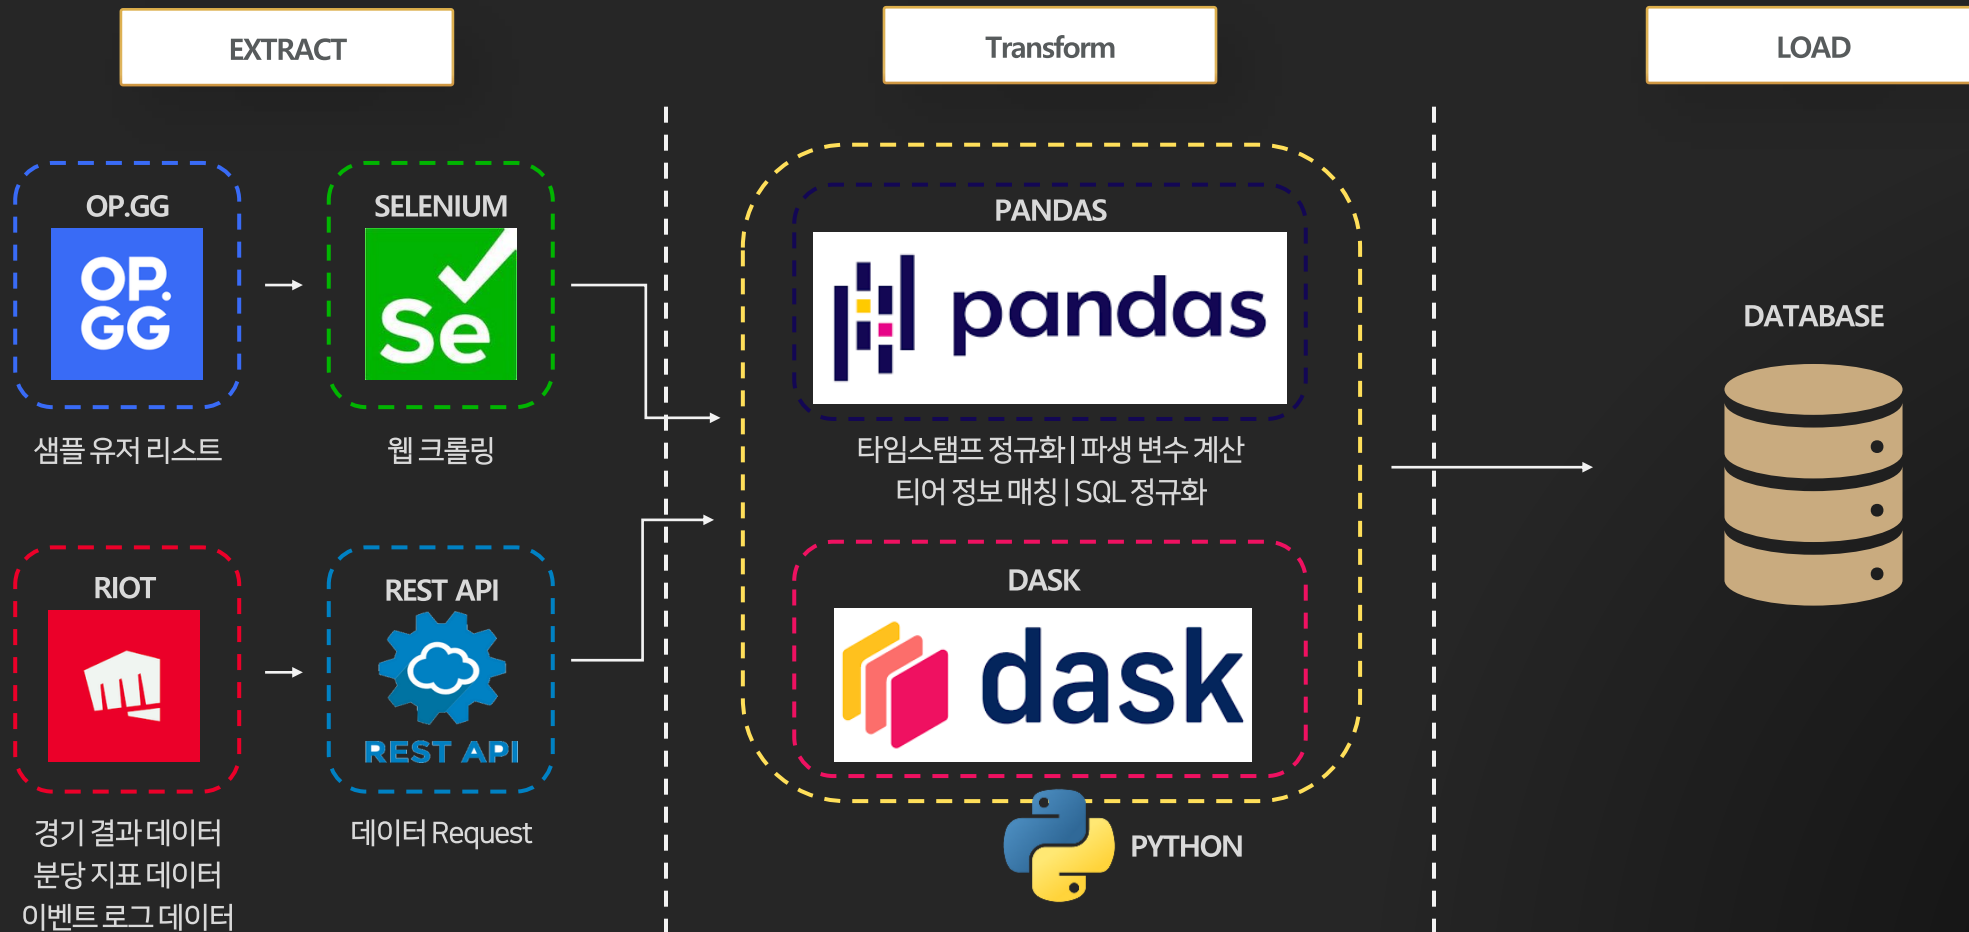 EXTRACT
Transform
LOAD
OP.GG
OP.
GG
샘플 유저 리스트
SELENIUM
Se
웹 크롤링
RIOT
경기 결과 데이터
분당 지표 데이터
이벤트 로그 데이터
REST API
REST API
데이터 Request
PANDAS
pandas
타임스탬프 정규화 | 파생 변수 계산
티어 정보 매칭 | SQL 정규화
DASK
dask
PYTHON
DATABASE